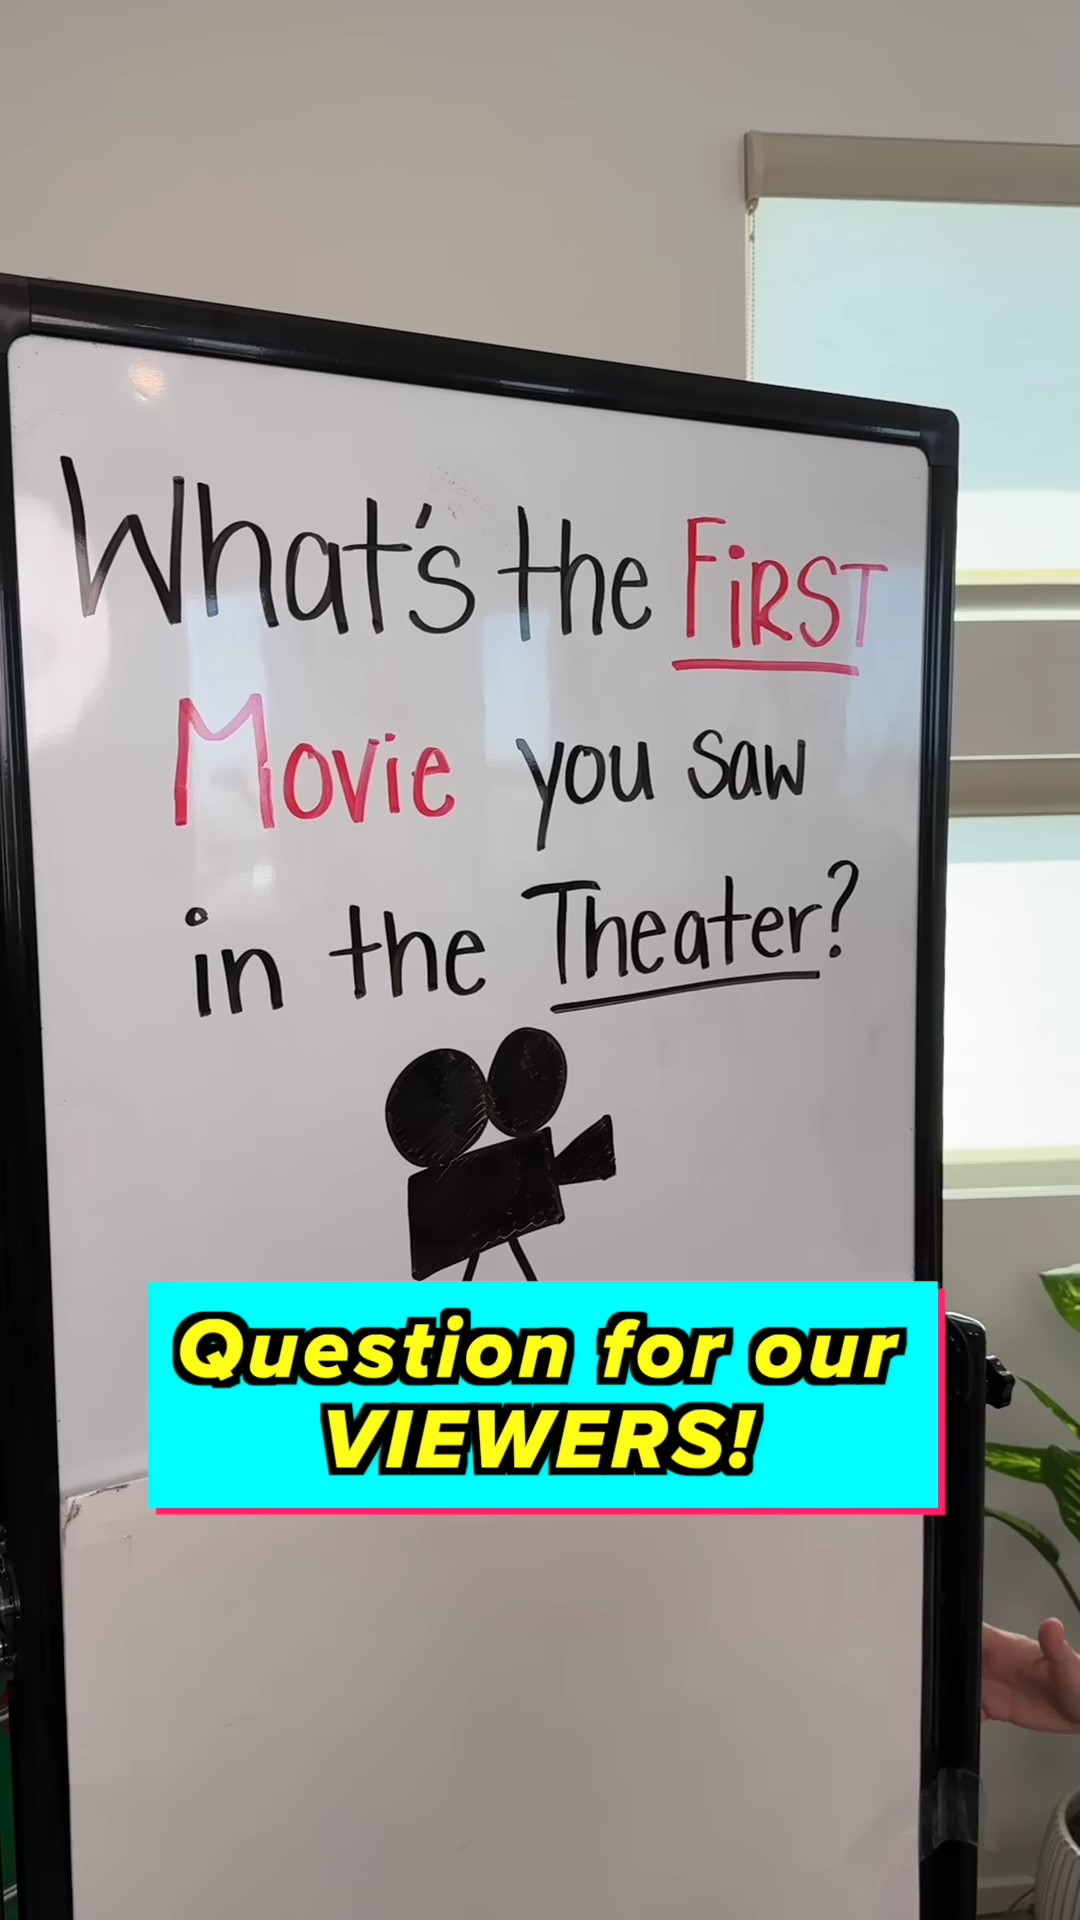 What's the FiRST
Movie you saw
in the Theater?
Question for our
VIEWERS!